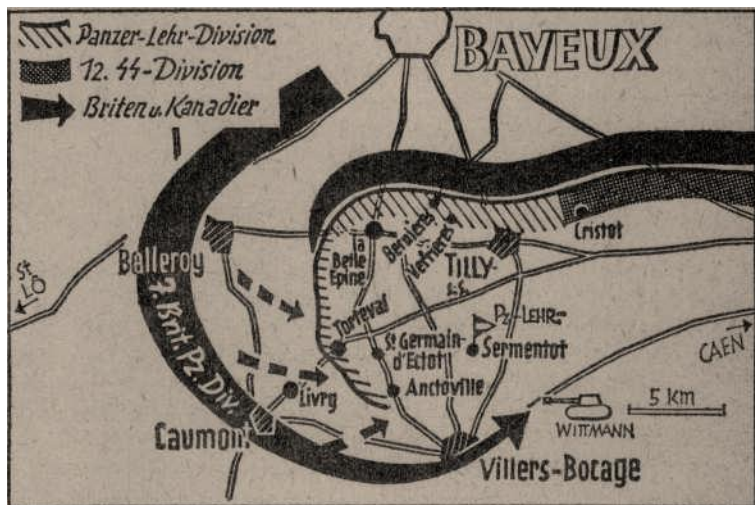 Panzer-Lehr-Division
12. SS-Division
Briten u. Kanadier
BAYEUX
St
LÔ
Balleroy
7. Brit. Pz. Div.
la
Belle
Epine
Bernières
Verrières
TILLY-
s.S.
Cristot
Torteval
St Germain-
d'Ectot
Pz-LEHR-
Sermentot
Anctoville
Livry
Caumont
Villers-Bocage
WITTMANN
5 km
CAEN